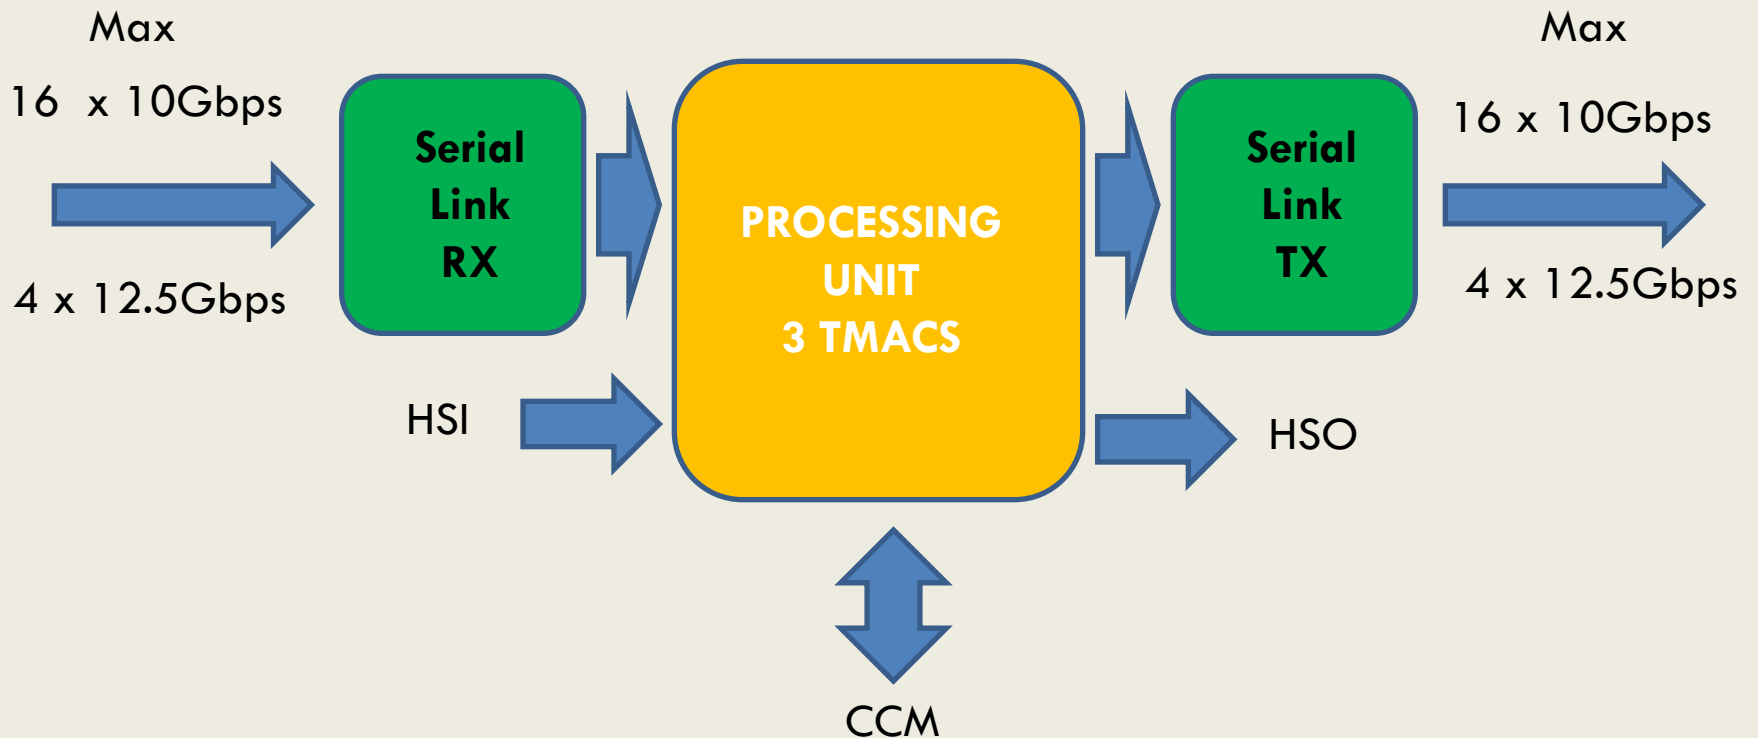 Max
16 x 10Gbps
4 x 12.5Gbps
Serial
Link
RX
HSI
PROCESSING
UNIT
3 TMACS
CCM
Serial
Link
TX
HSO
Max
16 x 10Gbps
4 x 12.5Gbps